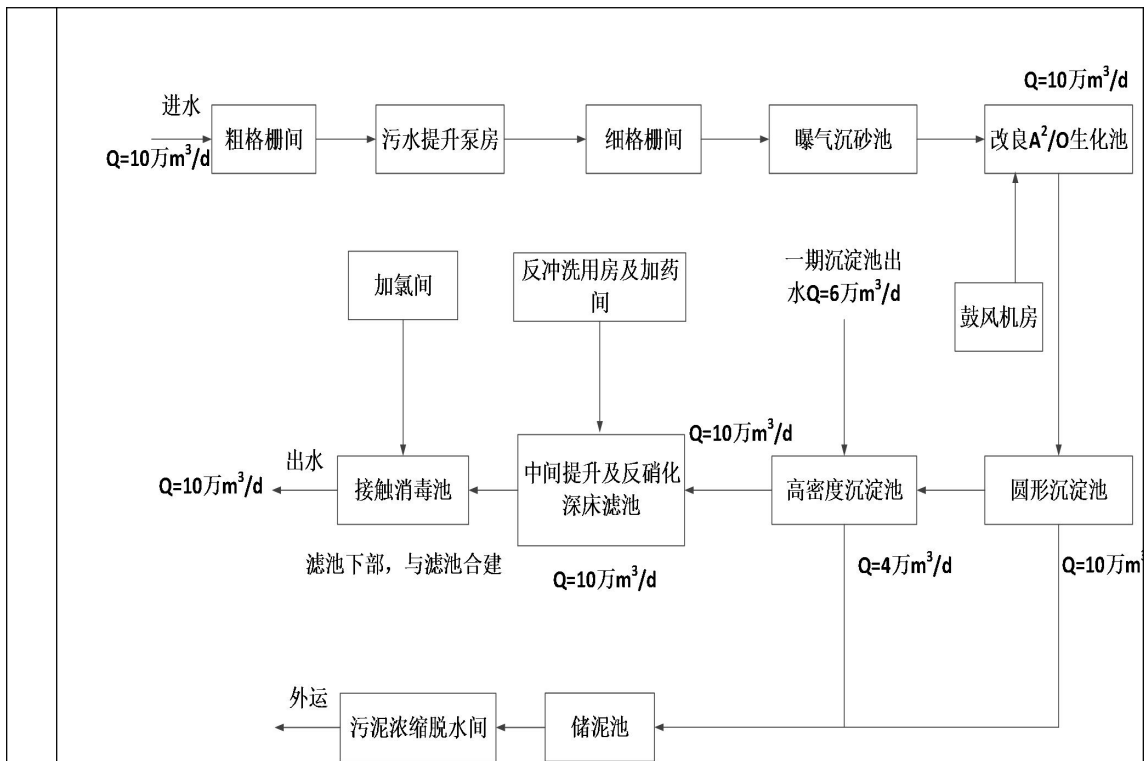 Q=10万m³/d
进水
Q=10万m³/d
粗格栅间
污水提升泵房
细格栅间
曝气沉砂池
改良A²/O生化池
加氯间
反冲洗用房及加药
间
一期沉淀池出
水Q=6万m³/d
鼓风机房
出水
Q=10万m³/d
接触消毒池
中间提升及反硝化
深床滤池
Q=10万m³/d
高密度沉淀池
圆形沉淀池
滤池下部，与滤池合建
Q=10万m³/d
Q=4万m³/d
Q=10万m³
外运
污泥浓缩脱水间
储泥池